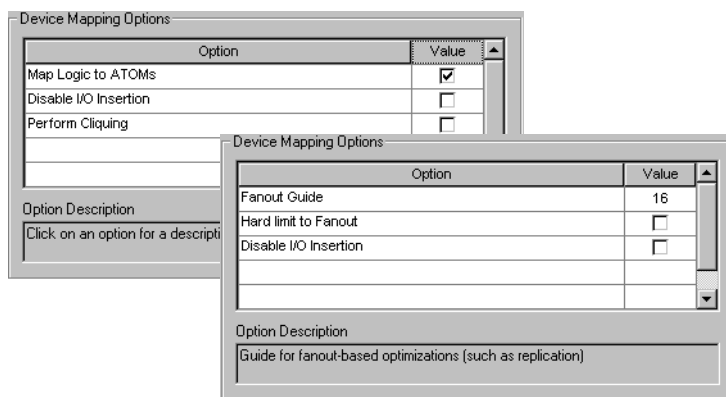 Device Mapping Options
Option Value
Map Logic to ATOMs
Disable I/O Insertion
Perform Cliquing
Option Description
Click on an option for a descripti
Device Mapping Options
Option Value
Fanout Guide 16
Hard limit to Fanout
Disable I/O Insertion
Option Description
Guide for fanout-based optimizations (such as replication)